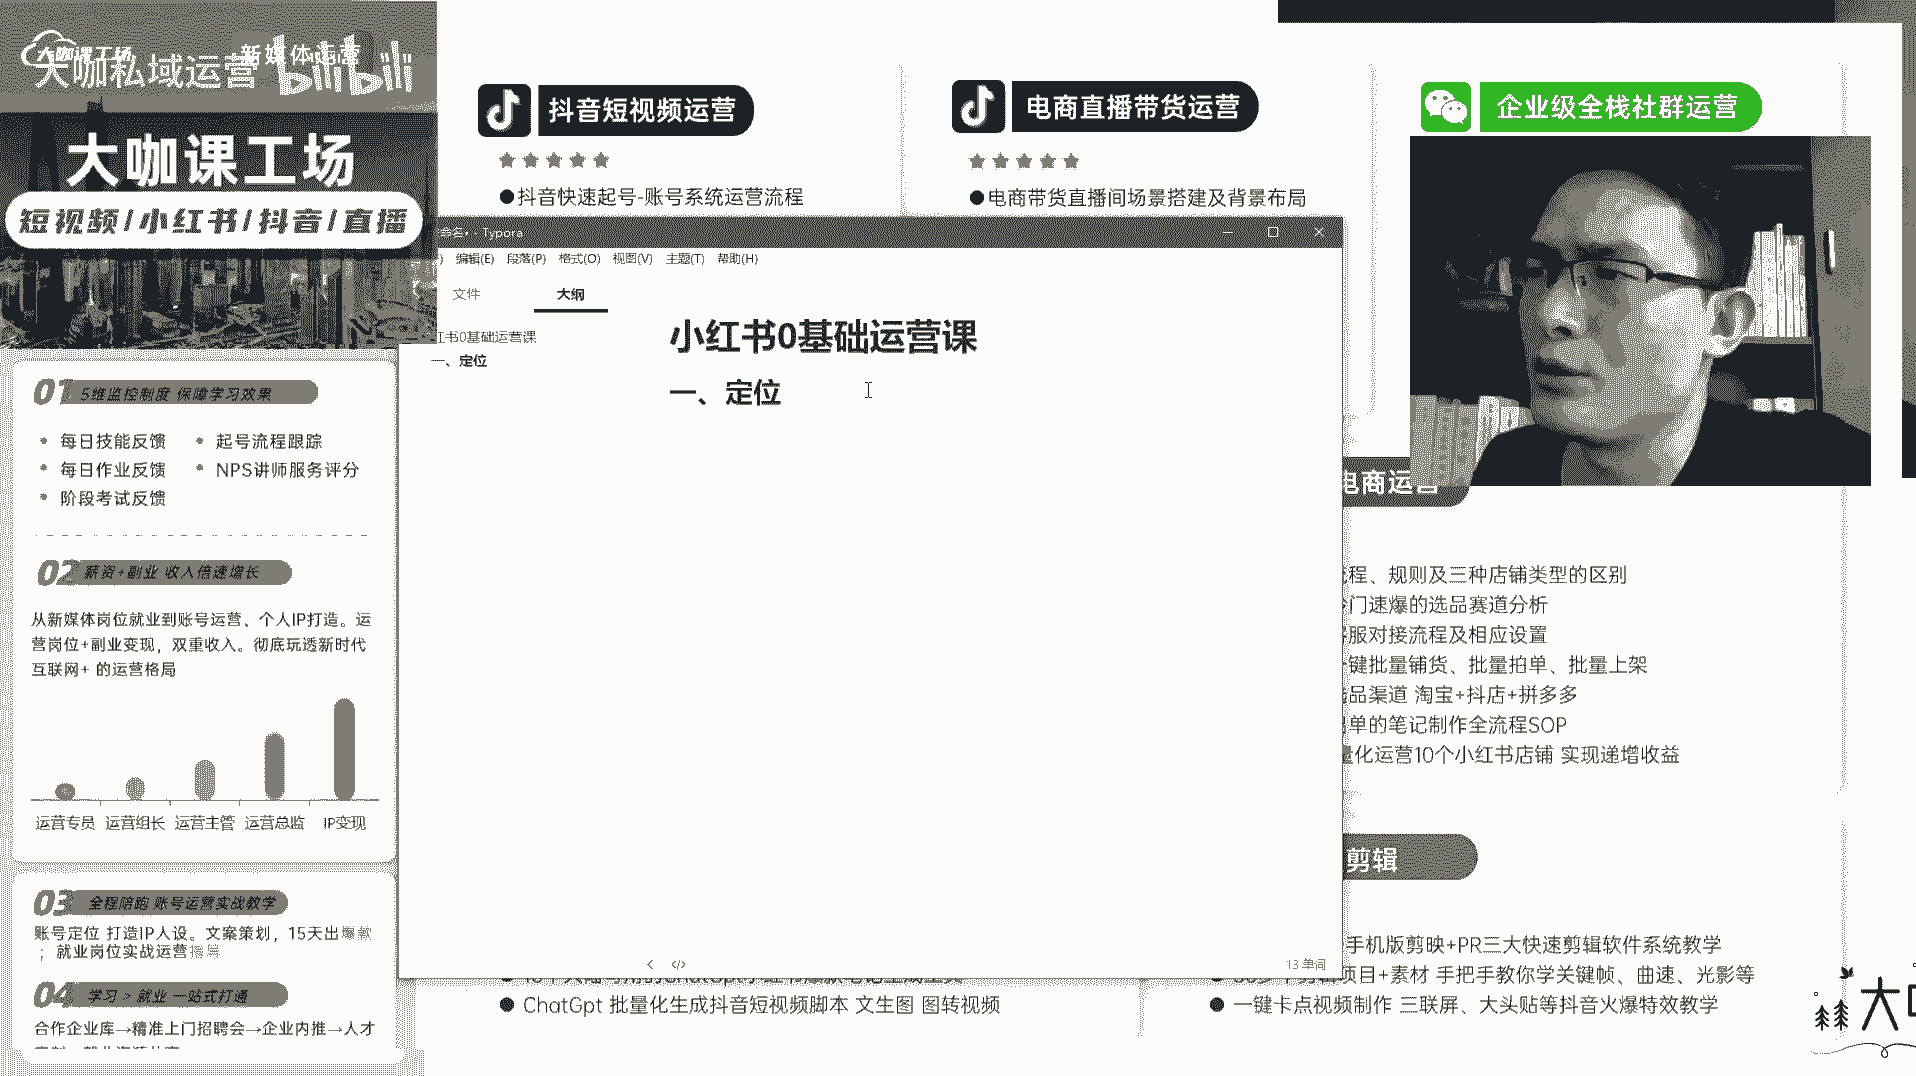 大咖课工场
新媒体运营
大咖私域运营
bilibili
大咖课工场
短视频/小红书/抖音/直播
01 5维监控制度 保障学习效果
每日技能反馈
起号流程跟踪
每日作业反馈
NPS讲师服务评分
阶段考试反馈
02 薪资+副业 收入倍速增长
从新媒体岗位就业到账号运营、个人IP打造。运
营岗位+副业变现，双重收入。彻底玩透新时代
互联网+ 的运营格局
运营专员 运营组长 运营主管 运营总监 IP变现
03 全程陪跑 账号运营实战教学
账号定位 打造IP人设。文案策划，15天出爆款
；就业岗位实战运营指导
04 学习 > 就业 一站式打通
合作企业库→精准上门招聘会→企业内推→人才
抖音短视频运营
●抖音快速起号-账号系统运营流程
电商直播带货运营
●电商带货直播间场景搭建及背景布局
企业级全栈社群运营
命名• - Typora
编辑(E) 段落(P) 格式(O) 视图(V) 主题(T) 帮助(H)
文件
大纲
红书0基础运营课
一、定位
小红书0基础运营课
一、定位
</> 13 单词
电商运营
流程、规则及三种店铺类型的区别
冷门速爆的选品赛道分析
客服对接流程及相应设置
一键批量铺货、批量拍单、批量上架
选品渠道 淘宝+抖店+拼多多
出单的笔记制作全流程SOP
量化运营10个小红书店铺 实现递增收益
剪辑
手机版剪映+PR三大快速剪辑软件系统教学
项目+素材 手把手教你学关键帧、曲速、光影等
● 一键卡点视频制作 三联屏、大头贴等抖音火爆特效教学
● ChatGpt 批量化生成抖音短视频脚本 文生图 图转视频
大